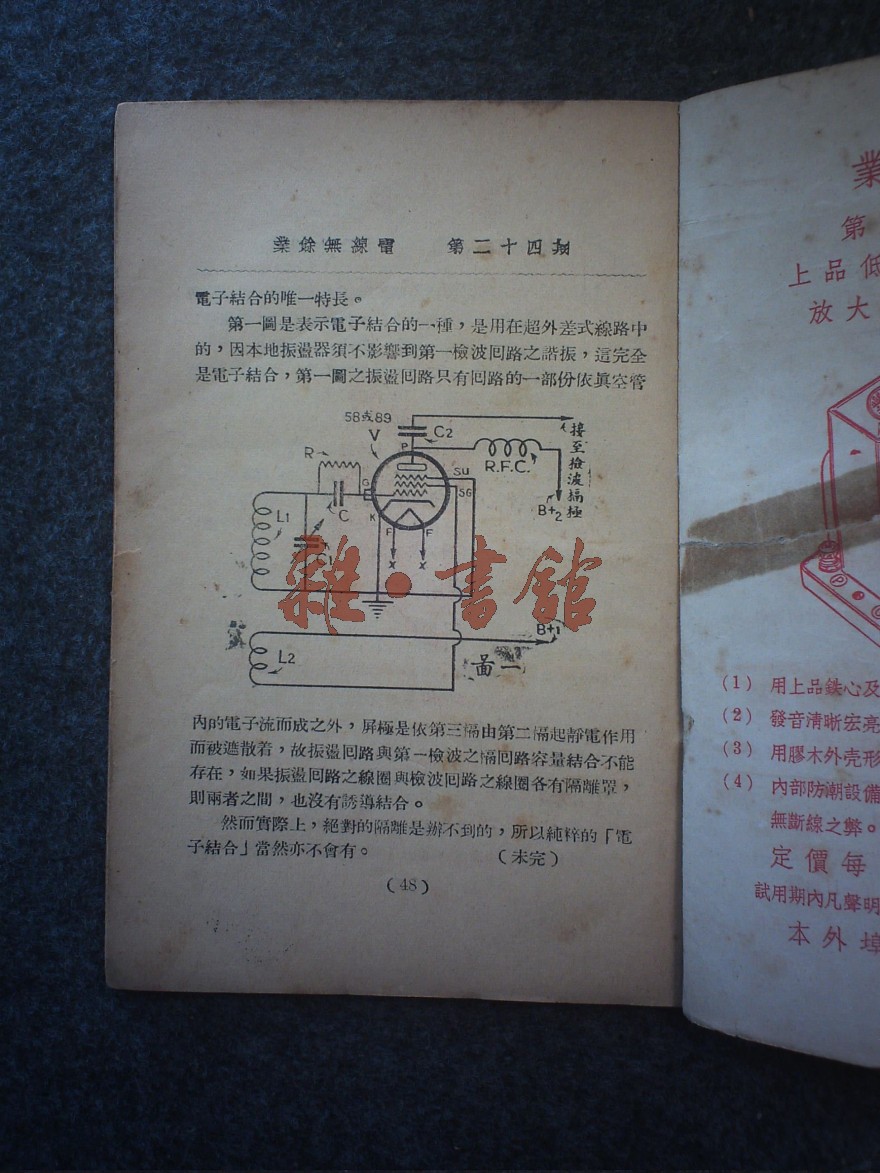 業餘無線電 第二十四期
電子結合的唯一特長。
第一圖是表示電子結合的一種，是用在超外差式線路中
的，因本地振盪器須不影響到第一檢波回路之諧振，這完全
是電子結合，第一圖之振盪回路只有回路的一部份依眞空管
58或89
V
P
C2
接至檢波捐極
R.F.C.
R
G
SU
SG
B+2
L1
C
K
F
F
C1
X
X
雜·書館
B+1
L2
第一圖
內的電子流而成之外，屏極是依第三楅由第二楅起靜電作用
而被遮散着，故振盪回路與第一檢波之楅回路容量結合不能
存在，如果振盪回路之線圈與檢波回路之線圈各有隔離罩，
則兩者之間，也沒有誘導結合。
然而實際上，絕對的隔離是辦不到的，所以純粹的「電
子結合」當然亦不會有。 （未完）
（48）
業
第
上品低
放大
(1) 用上品鉄心及
(2) 發音清晰宏亮
(3) 用膠木外壳形
(4) 內部防潮設備
無斷線之弊。
定價每
試用期內凡聲明
本外埠